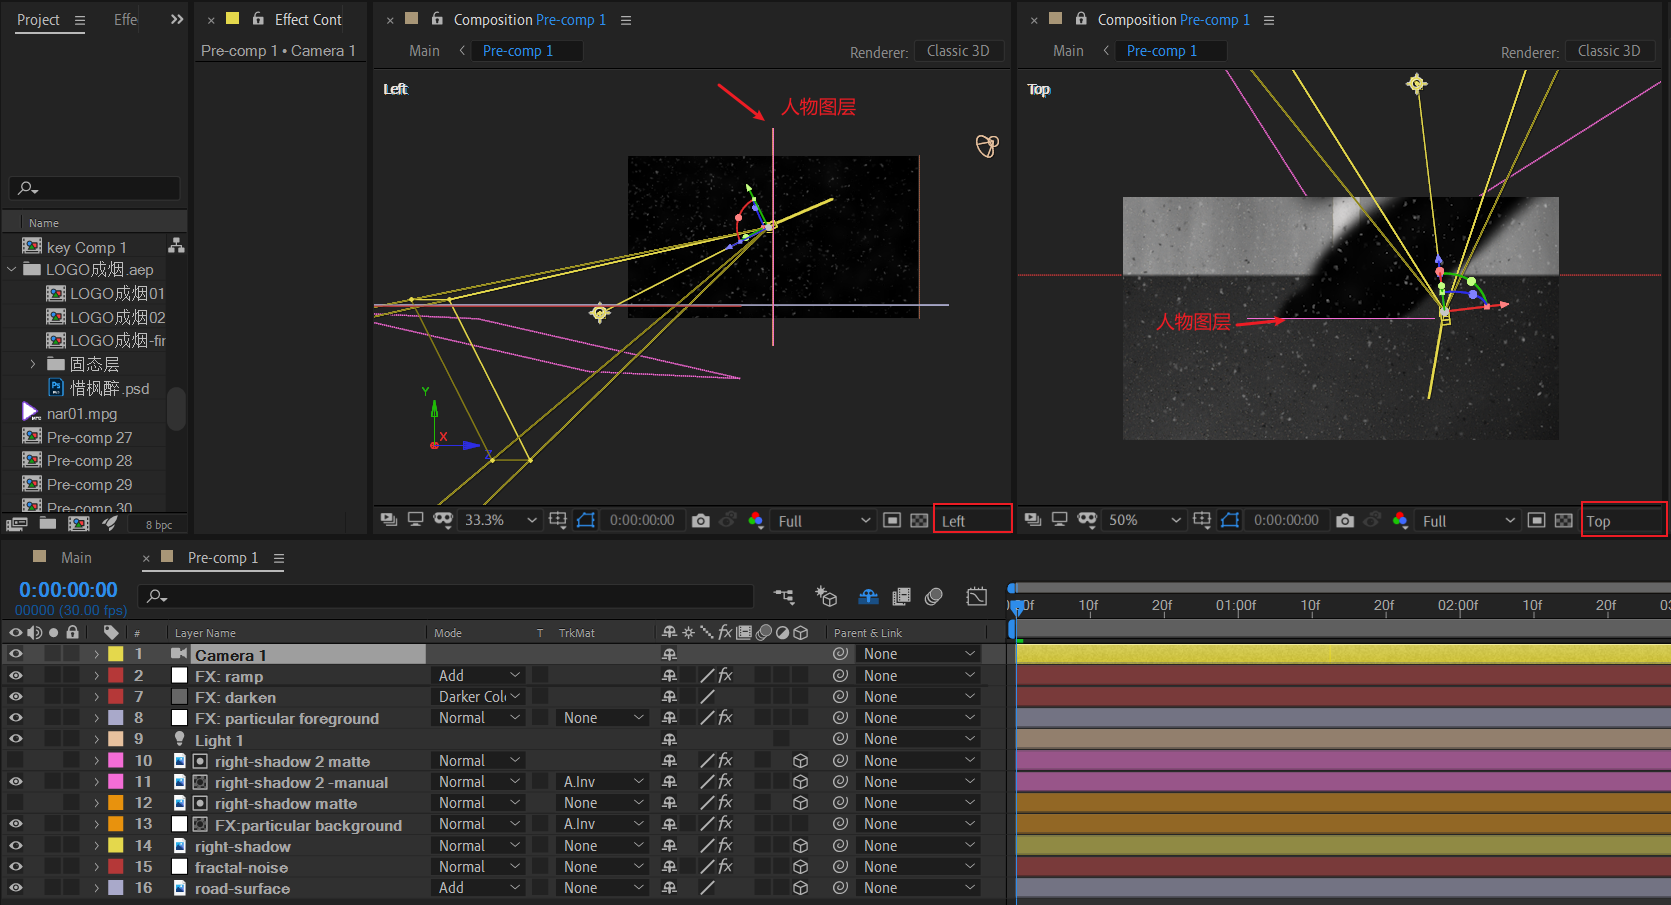 Project
Effe
Effect Cont
Pre-comp 1 • Camera 1
Composition Pre-comp 1
Main
Pre-comp 1
Renderer:
Classic 3D
Left
人物图层
Y
X
Z
Composition Pre-comp 1
Main
Pre-comp 1
Renderer:
Classic 3D
Top
人物图层
Name
key Comp 1
LOGO成烟.aep
LOGO成烟01
LOGO成烟02
LOGO成烟-fin
固态层
惜枫醉.psd
nar01.mpg
Pre-comp 27
Pre-comp 28
Pre-comp 29
Pre-comp 30
8 bpc
33.3%
0:00:00:00
Full
Left
50%
0:00:00:00
Full
Top
Main
Pre-comp 1
0:00:00:00
00000 (30.00 fps)
10f
20f
01:00f
10f
20f
02:00f
10f
20f
#
Layer Name
Mode
T
TrkMat
Parent & Link
1 Camera 1 None
2 FX: ramp Add None
7 FX: darken Darker Col None
8 FX: particular foreground Normal None None
9 Light 1 None
10 right-shadow 2 matte Normal None
11 right-shadow 2 -manual Normal A.Inv None
12 right-shadow matte Normal None None
13 FX:particular background Normal A.Inv None
14 right-shadow Normal None None
15 fractal-noise Normal None None
16 road-surface Add None None